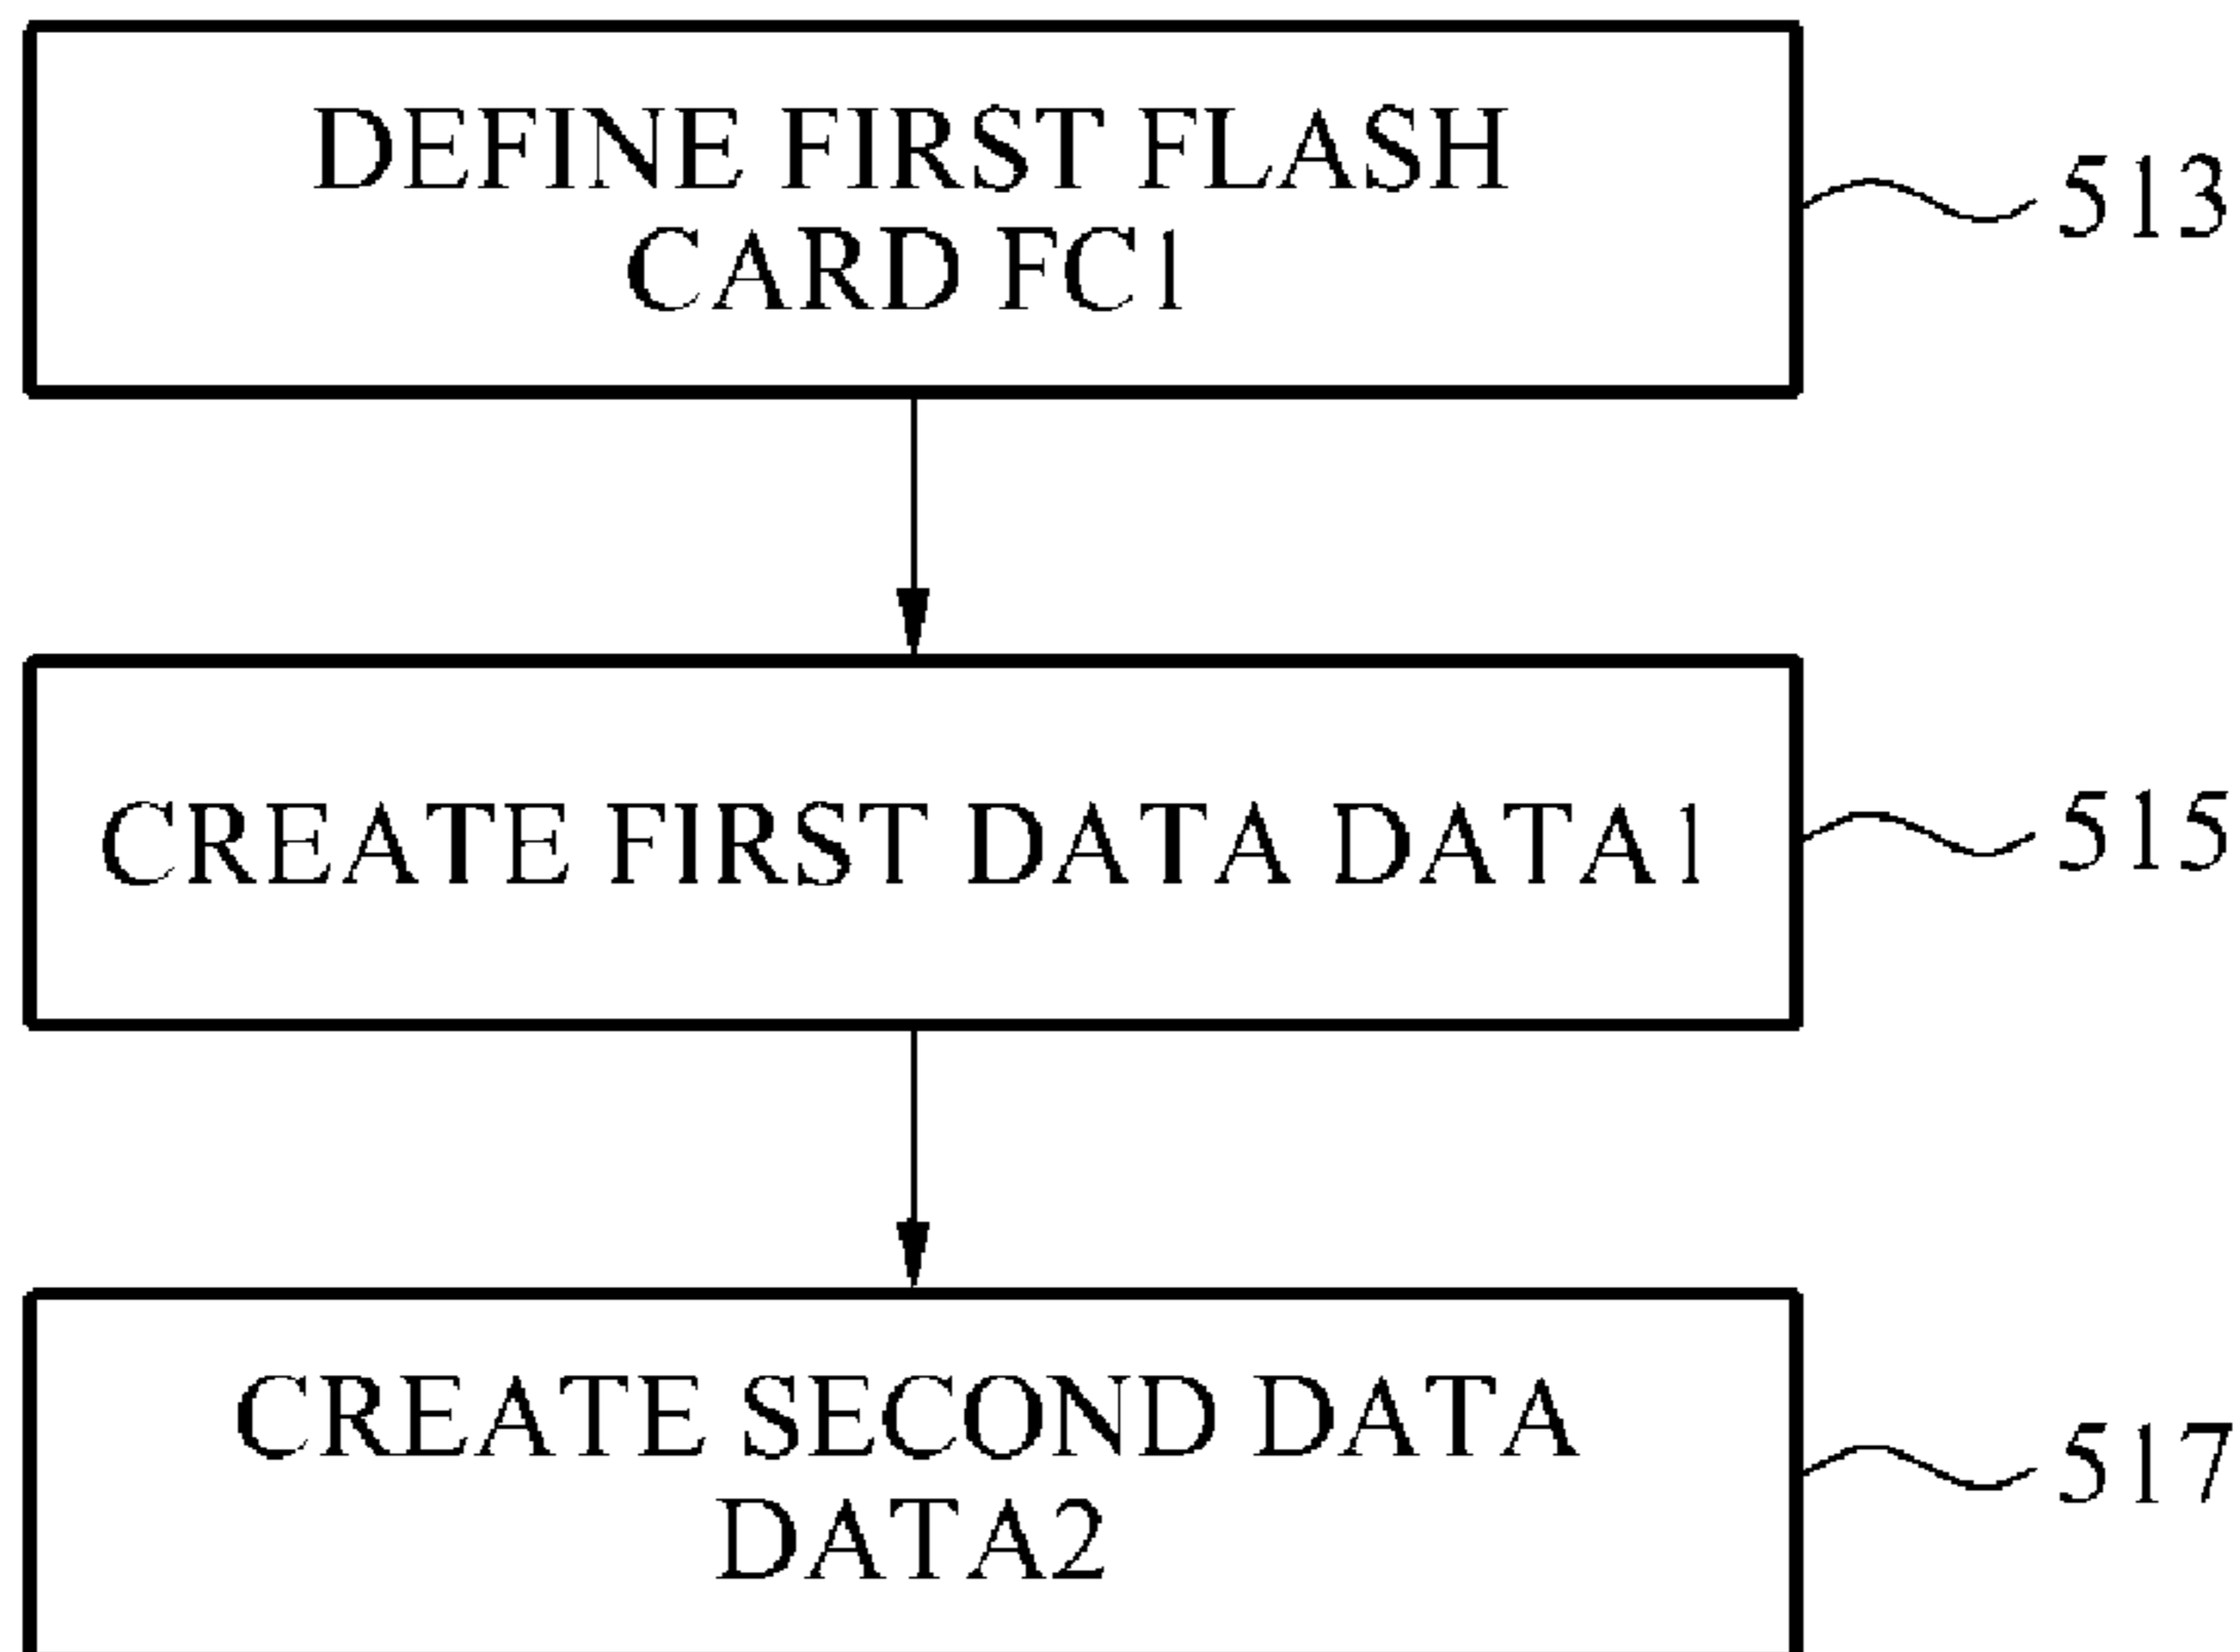 DEFINE FIRST FLASH
CARD FC1
513
CREATE FIRST DATA DATA1
515
CREATE SECOND DATA
DATA2
517